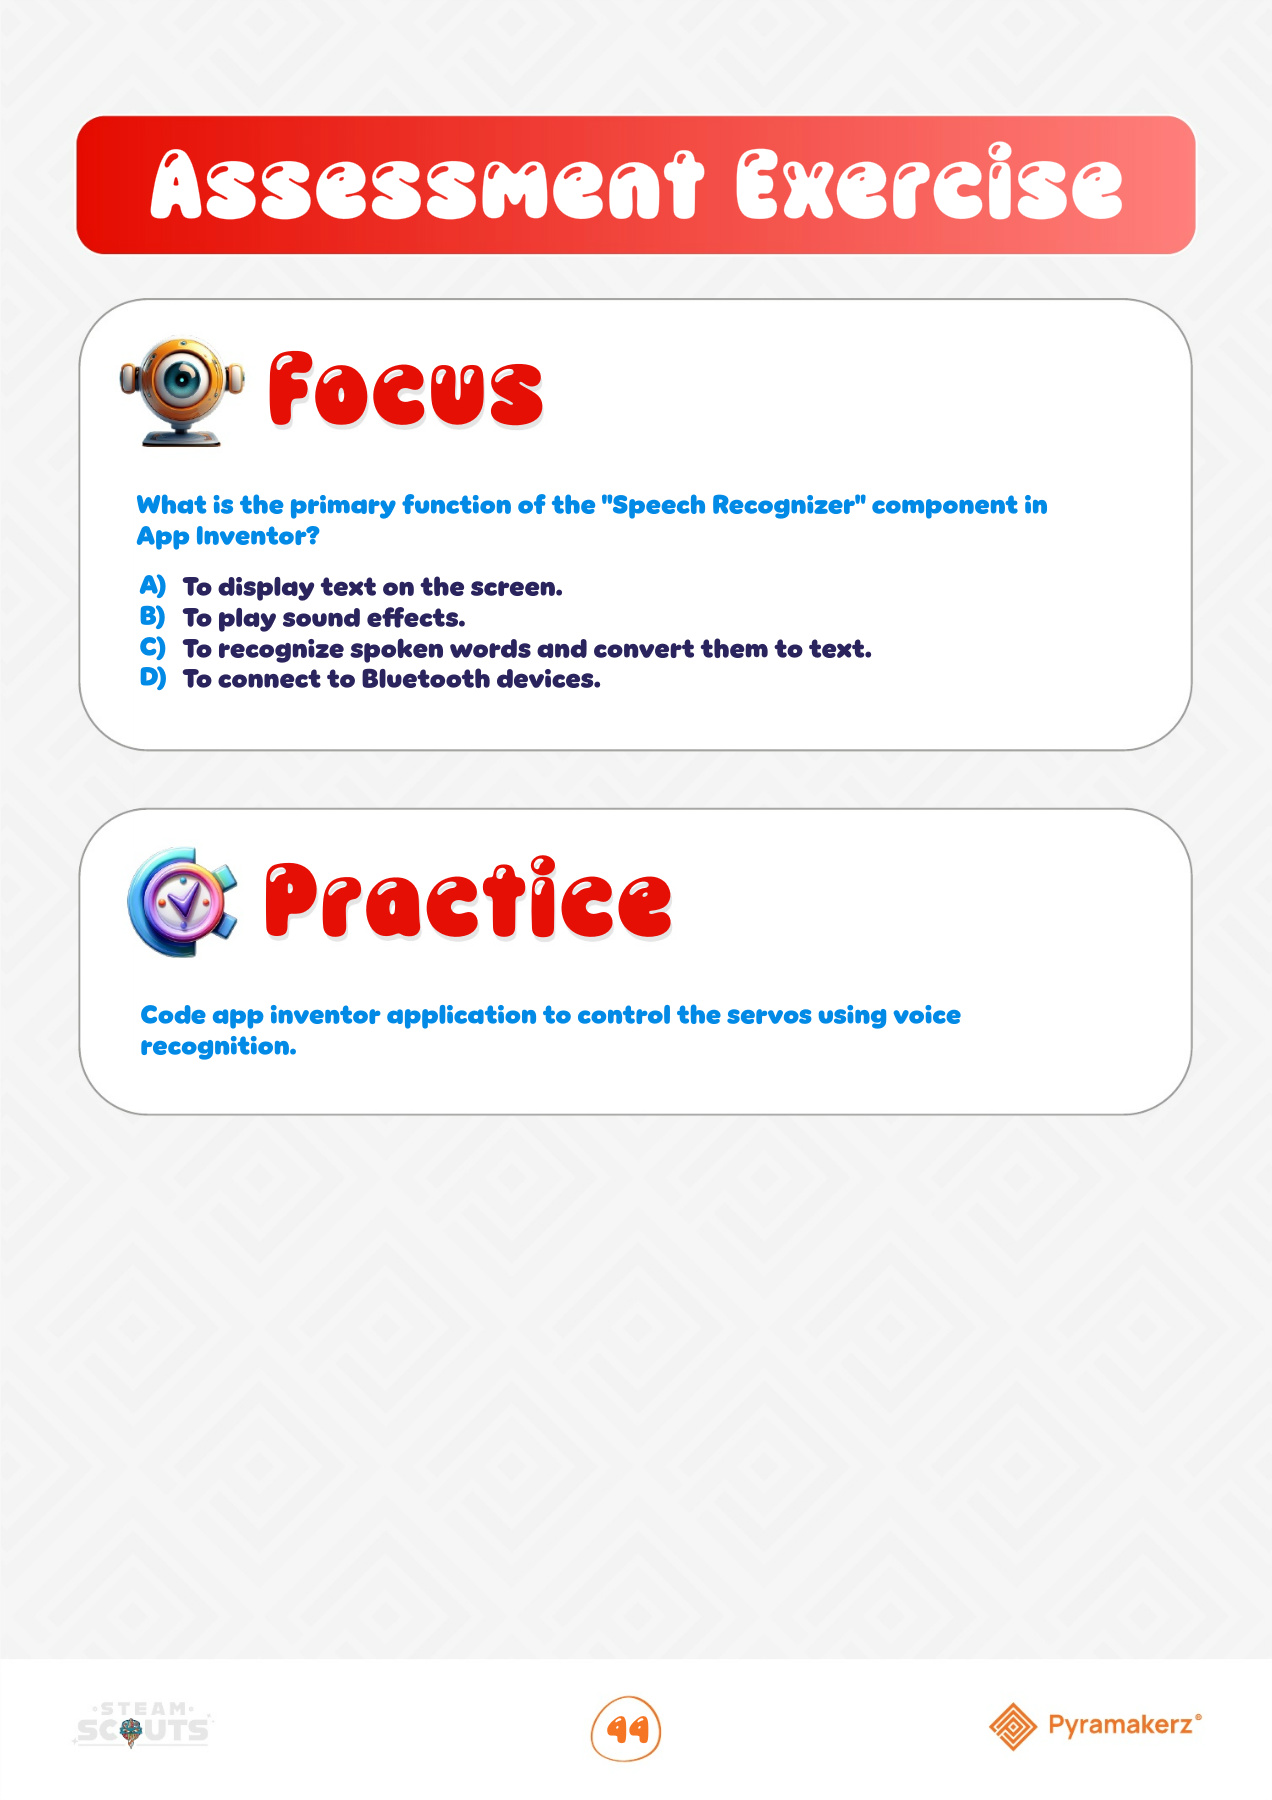 Assessment Exercise
Focus
What is the primary function of the "Speech Recognizer" component in
App Inventor?
A) To display text on the screen.
B) To play sound effects.
C) To recognize spoken words and convert them to text.
D) To connect to Bluetooth devices.
Practice
Code app inventor application to control the servos using voice
recognition.
STEAM
SCOUTS
44
Pyramakerz®